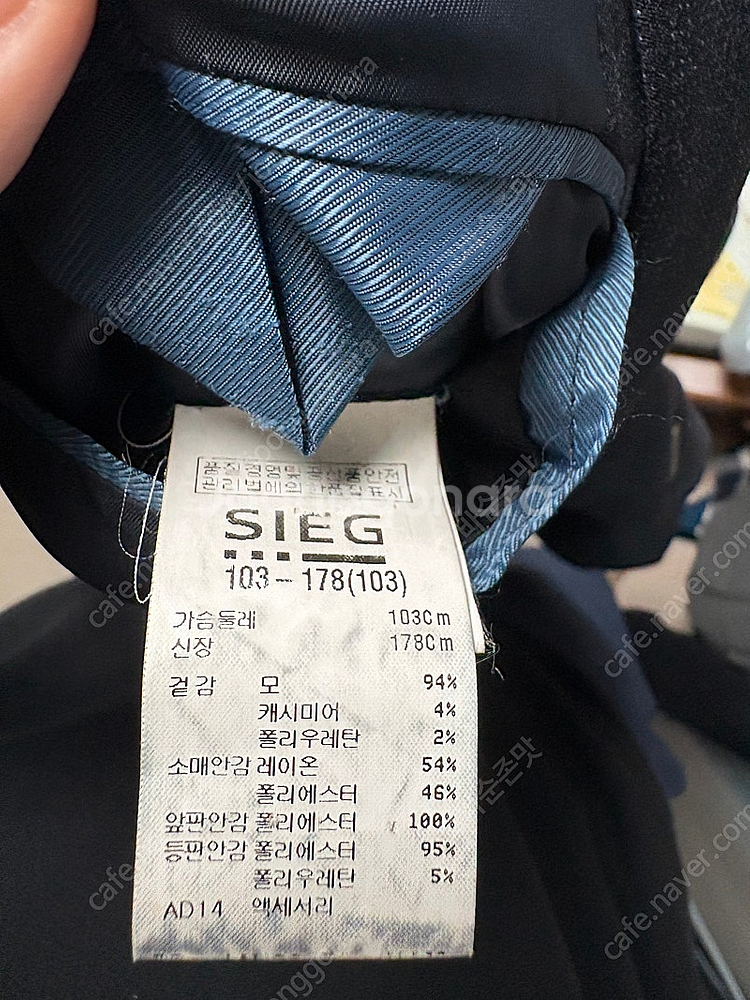 품질경영및공산품안전
관리법에의한품질표시
SIEG
103-178(103)
가슴둘레 103Cm
신장 178Cm
겉감 모 94%
캐시미어 4%
폴리우레탄 2%
소매안감 레이온 54%
폴리에스터 46%
앞판안감 폴리에스터 100%
등판안감 폴리에스터 95%
폴리우레탄 5%
AD14 액세서리
cafe.naver.com